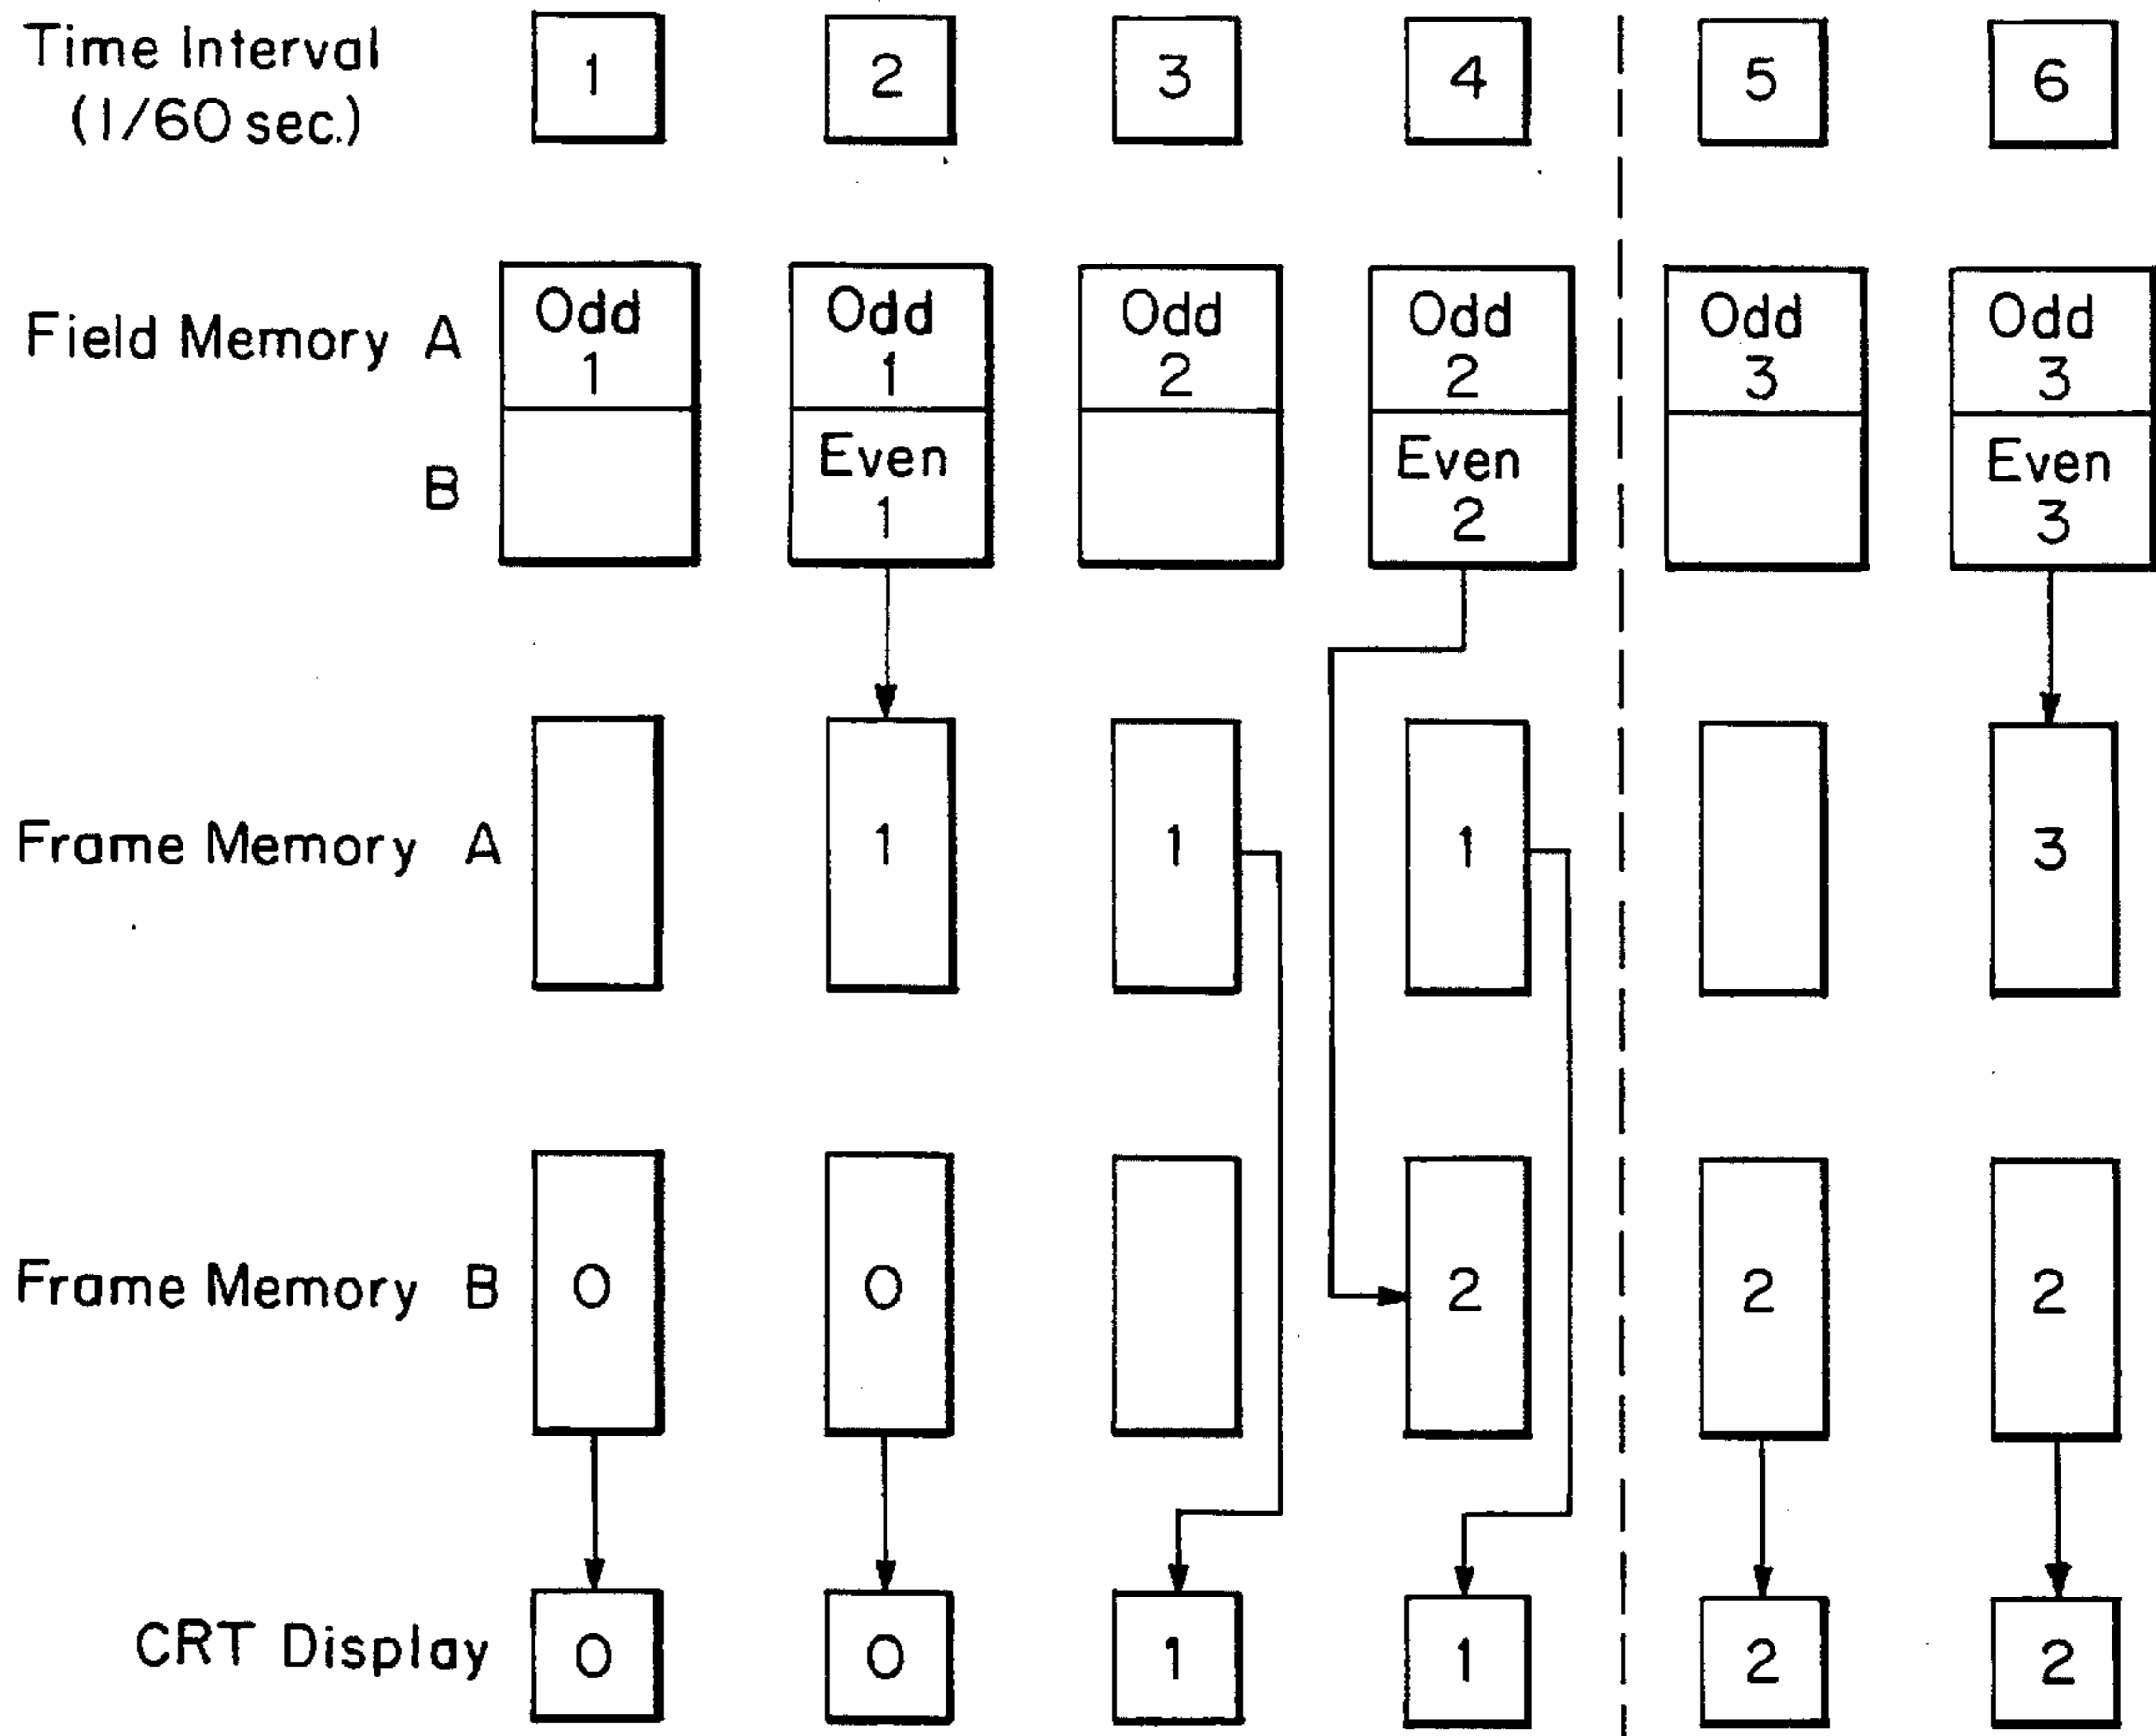 Time Interval
(1/60 sec.)
1 2 3 4 5 6
Field Memory A
Odd Odd Odd Odd Odd Odd
1 1 2 2 3 3
B
Even Even Even
1 2 3
Frame Memory A
1 1 1 3
Frame Memory B
0 0 2 2 2
CRT Display
0 0 1 1 2 2